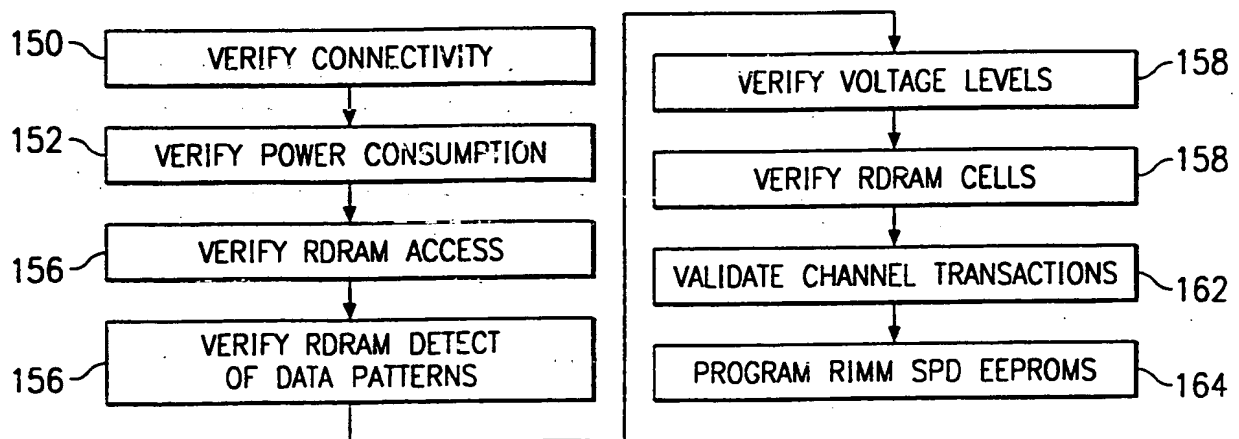 150
VERIFY CONNECTIVITY
152
VERIFY POWER CONSUMPTION
156
VERIFY RDRAM ACCESS
156
VERIFY RDRAM DETECT
OF DATA PATTERNS
VERIFY VOLTAGE LEVELS
158
VERIFY RDRAM CELLS
158
VALIDATE CHANNEL TRANSACTIONS
162
PROGRAM RIMM SPD EEPROMS
164